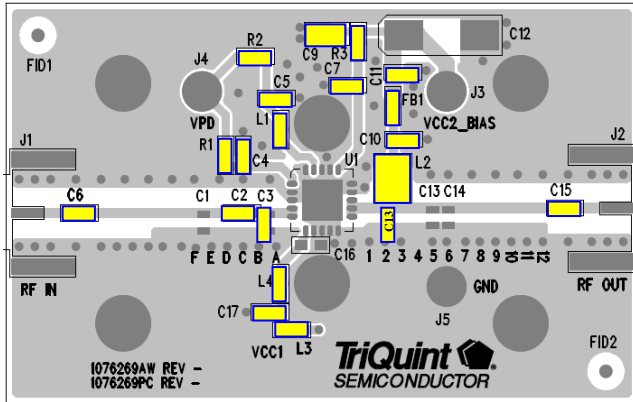 C9
R3
C12
FID1
J4
R2
C7
C11
C5
FB1
J3
VPD
L1
VCC2_BIAS
J1
R1
C4
C10
U1
L2
J2
C6
C1
C2
C3
C13
C13 C14
C15
F E D C B A
C16
1 2 3 4 5 6 7 8 9 10 11 12
RF IN
L4
GND
RF OUT
C17
J5
VCC1
L3
FID2
TriQuint
SEMICONDUCTOR
1076269AW REV -
1076269PC REV -